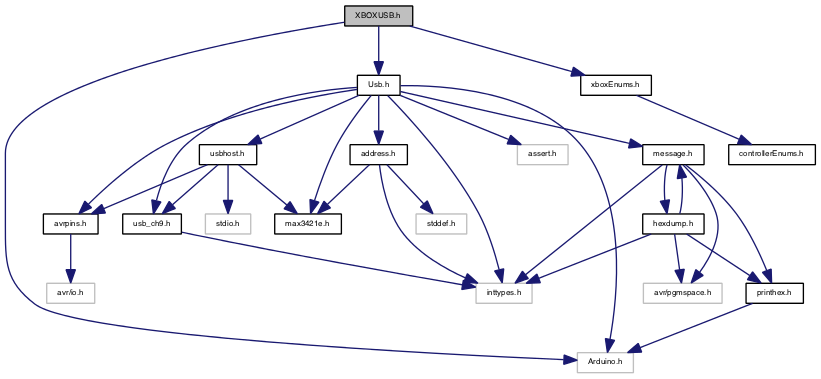 XBOXUSB.h
Usb.h
xboxEnums.h
usbhost.h
address.h
assert.h
message.h
controllerEnums.h
avrpins.h
usb_ch9.h
stdio.h
max3421e.h
stddef.h
hexdump.h
avr/io.h
inttypes.h
avr/pgmspace.h
printhex.h
Arduino.h